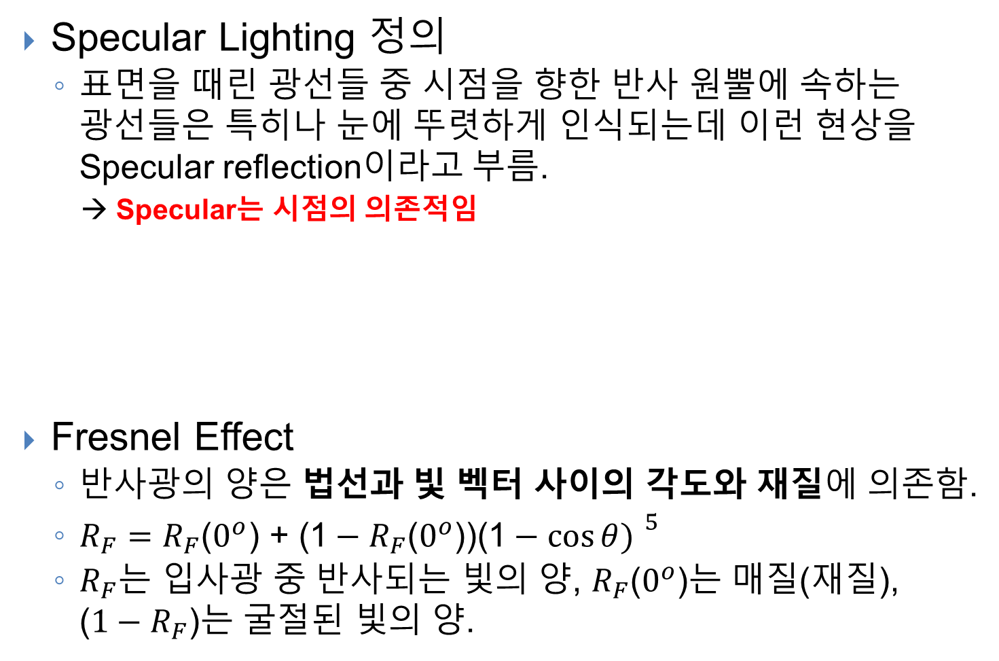 Specular Lighting 정의
표면을 때린 광선들 중 시점을 향한 반사 원뿔에 속하는
광선들은 특히나 눈에 뚜렷하게 인식되는데 이런 현상을
Specular reflection이라고 부름.
→ Specular는 시점의 의존적임
Fresnel Effect
반사광의 양은 법선과 빛 벡터 사이의 각도와 재질에 의존함.
R_F = R_F(0^o) + (1 − R_F(0^o))(1 − cos θ)^5
R_F는 입사광 중 반사되는 빛의 양, R_F(0^o)는 매질(재질),
(1 − R_F)는 굴절된 빛의 양.